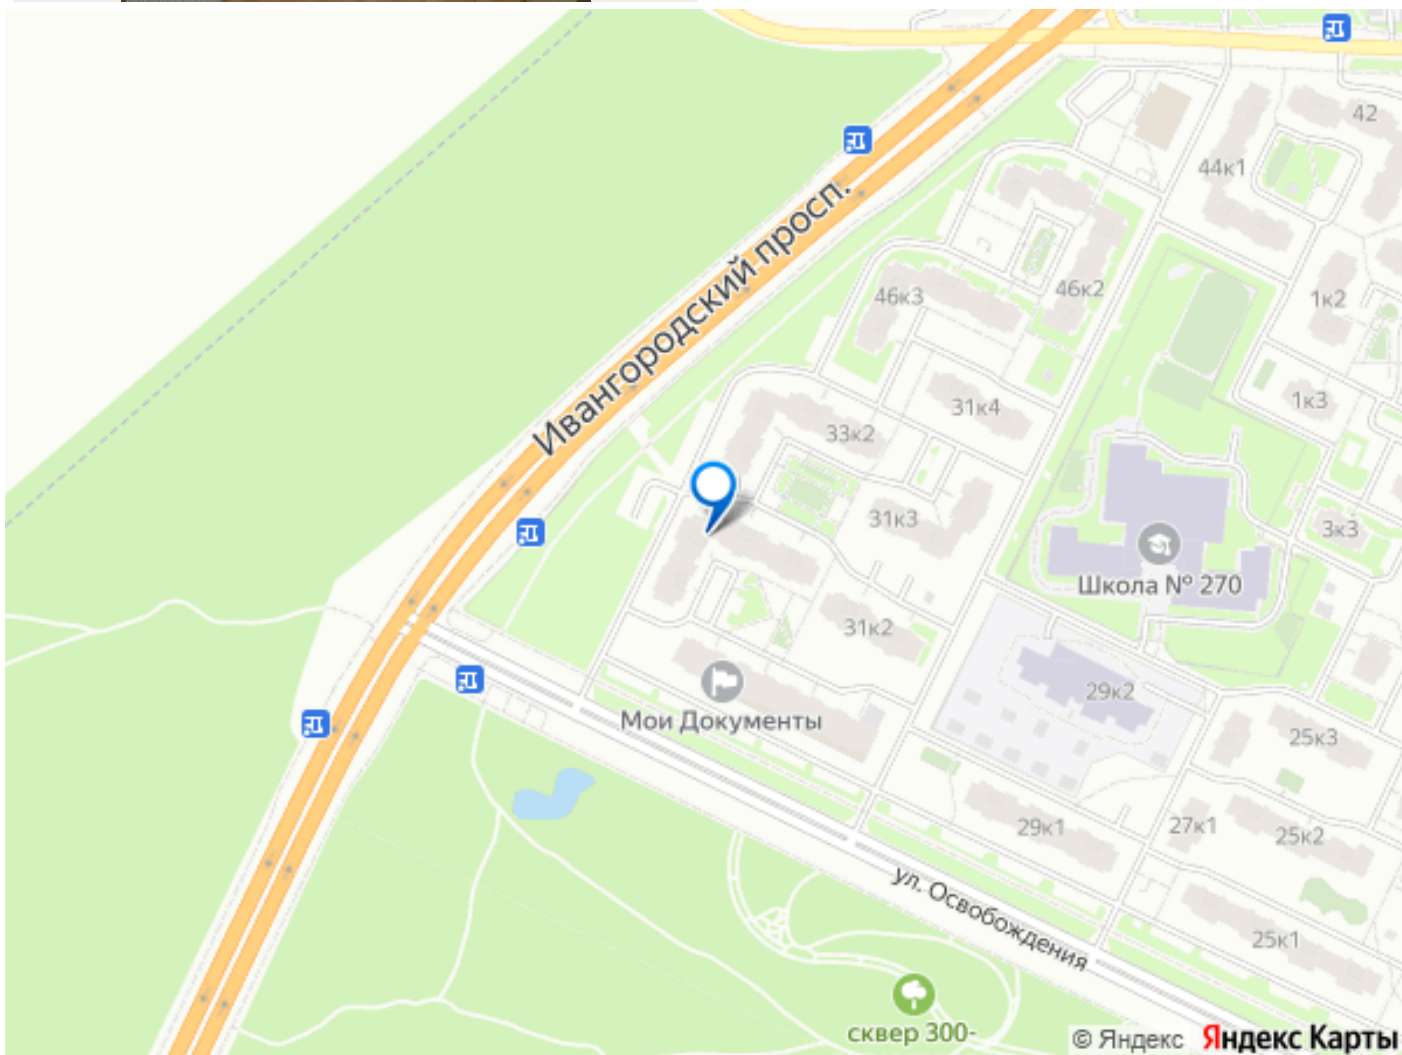 42
44к1
Ивангородский просп.
46к3
46к2
1к2
31к4
1к3
33к2
31к3
3к3
Школа № 270
31к2
29к2
Мои Документы
25к3
29к1
27к1
25к2
ул. Освобождения
25к1
сквер 300-
© Яндекс Яндекс Карты